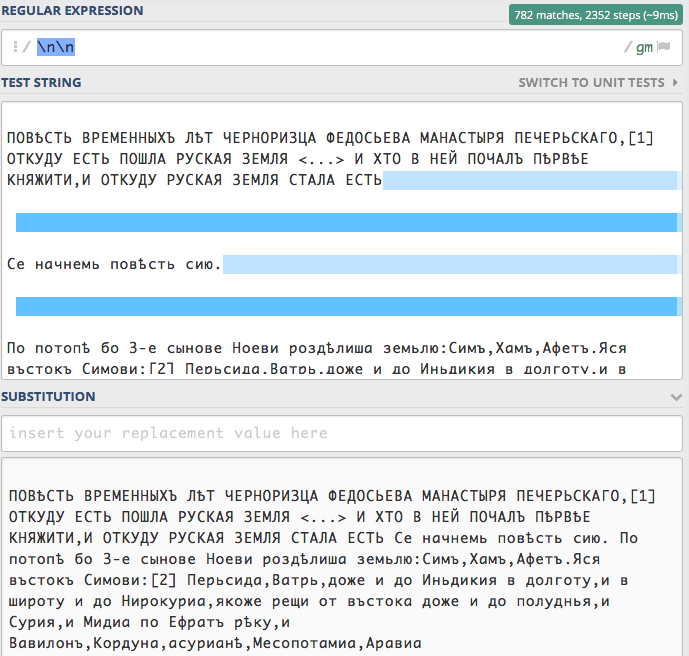 REGULAR EXPRESSION
782 matches, 2352 steps (~9ms)
/ \n\n / gm
TEST STRING
SWITCH TO UNIT TESTS
ПОВѢСТЬ ВРЕМЕННЫХЪ ЛѢТ ЧЕРНОРИЗЦА ФЕДОСЬЕВА МАНАСТЫРЯ ПЕЧЕРЬСКАГО,[1]
ОТКУДУ ЕСТЬ ПОШЛА РУСКАЯ ЗЕМЛЯ <...> И ХТО В НЕЙ ПОЧАЛЪ ПѢРВѢЕ
КНЯЖИТИ,И ОТКУДУ РУСКАЯ ЗЕМЛЯ СТАЛА ЕСТЬ
Се начнемь повѣсть сию.
По потопѣ бо 3-е сынове Ноеви роздѣлиша земьлю:Симъ,Хамъ,Афетъ.Яся
въстокъ Симови:[2] Перьсида,Ватрь,доже и до Иньдикия в долготу,и в
SUBSTITUTION
insert your replacement value here
ПОВѢСТЬ ВРЕМЕННЫХЪ ЛѢТ ЧЕРНОРИЗЦА ФЕДОСЬЕВА МАНАСТЫРЯ ПЕЧЕРЬСКАГО,[1]
ОТКУДУ ЕСТЬ ПОШЛА РУСКАЯ ЗЕМЛЯ <...> И ХТО В НЕЙ ПОЧАЛЪ ПѢРВѢЕ
КНЯЖИТИ,И ОТКУДУ РУСКАЯ ЗЕМЛЯ СТАЛА ЕСТЬ Се начнемь повѣсть сию. По
потопѣ бо 3-е сынове Ноеви роздѣлиша земьлю:Симъ,Хамъ,Афетъ.Яся
въстокъ Симови:[2] Перьсида,Ватрь,доже и до Иньдикия в долготу,и в
широту и до Нирокуриа,якоже рещи от въстока доже и до полуднья,и
Сурия,и Мидиа по Ефратъ рѣку,и
Вавилонъ,Кордуна,асурианѣ,Месопотамиа,Аравиа